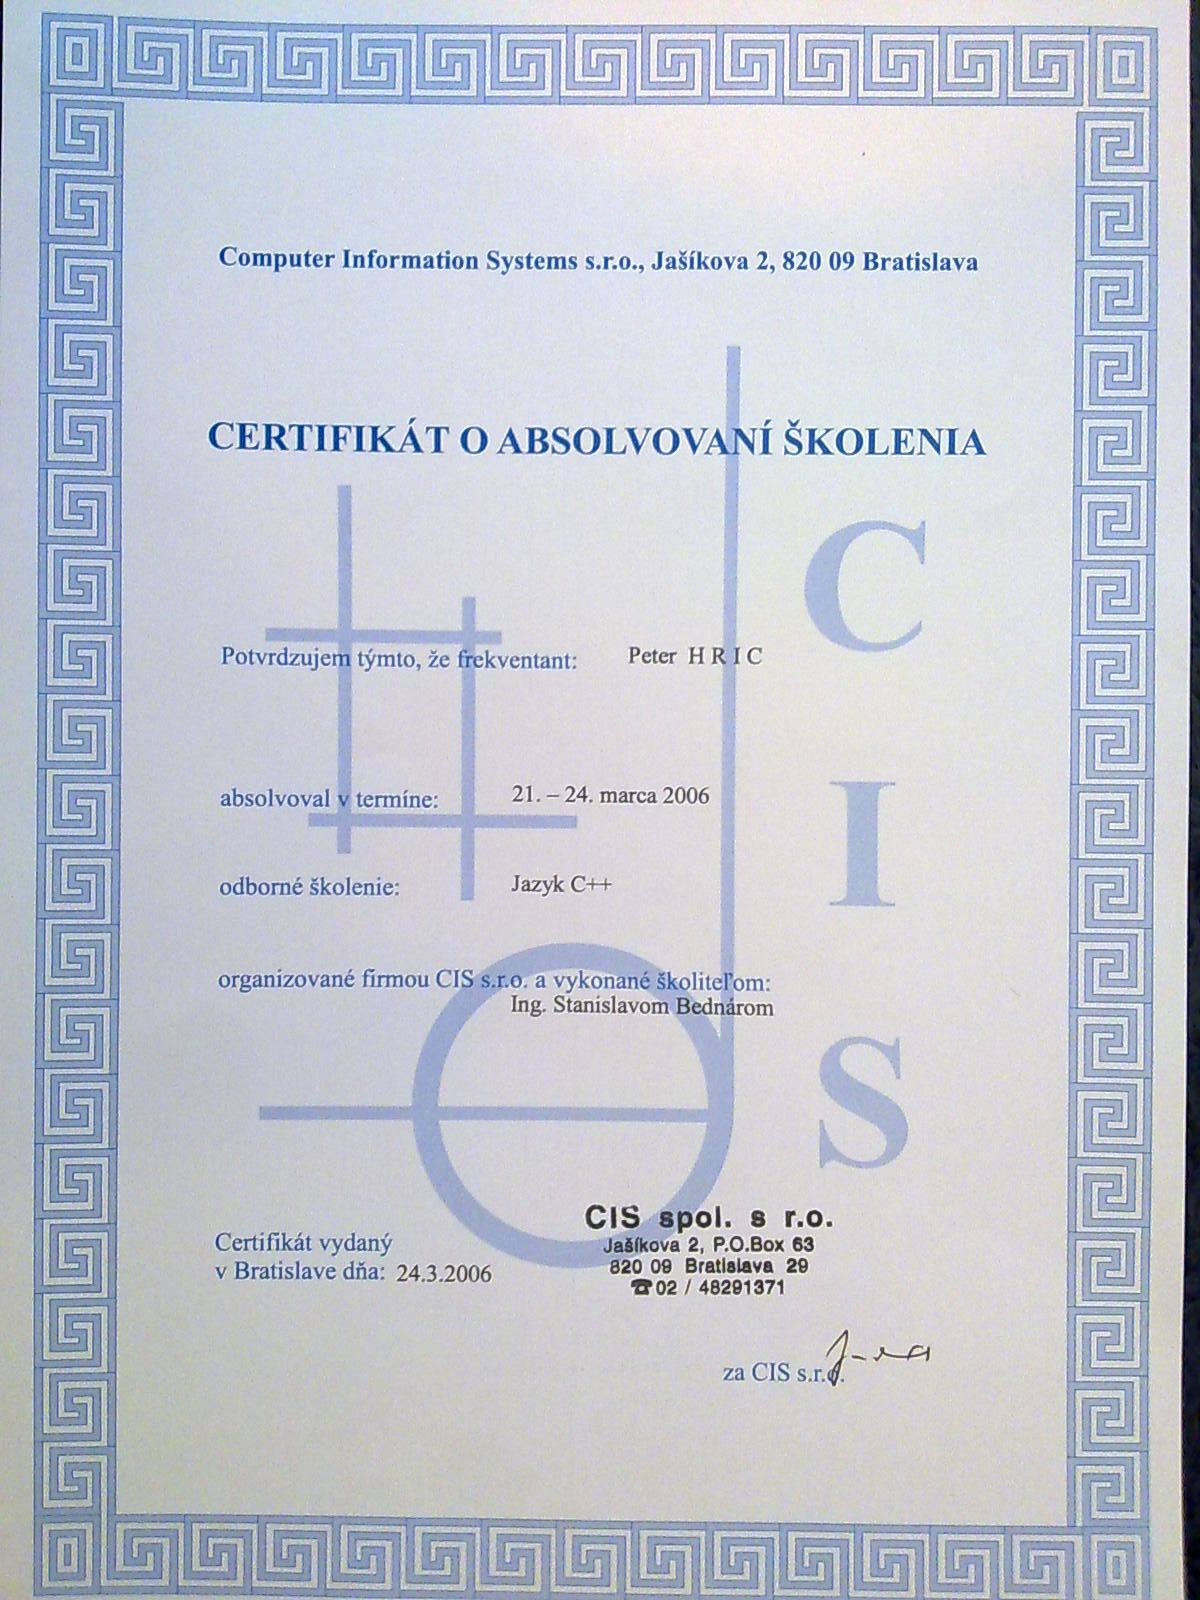 Computer Information Systems s.r.o., Jašíkova 2, 820 09 Bratislava
CERTIFIKÁT O ABSOLVOVANÍ ŠKOLENIA
C
I
S
Potvrdzujem týmto, že frekventant: Peter H R I C
absolvoval v termíne: 21. – 24. marca 2006
odborné školenie: Jazyk C++
organizované firmou CIS s.r.o. a vykonané školiteľom:
Ing. Stanislavom Bednárom
CIS spol. s r.o.
Jašíkova 2, P.O.Box 63
820 09 Bratislava 29
☎02 / 48291371
Certifikát vydaný
v Bratislave dňa: 24.3.2006
za CIS s.r.o.